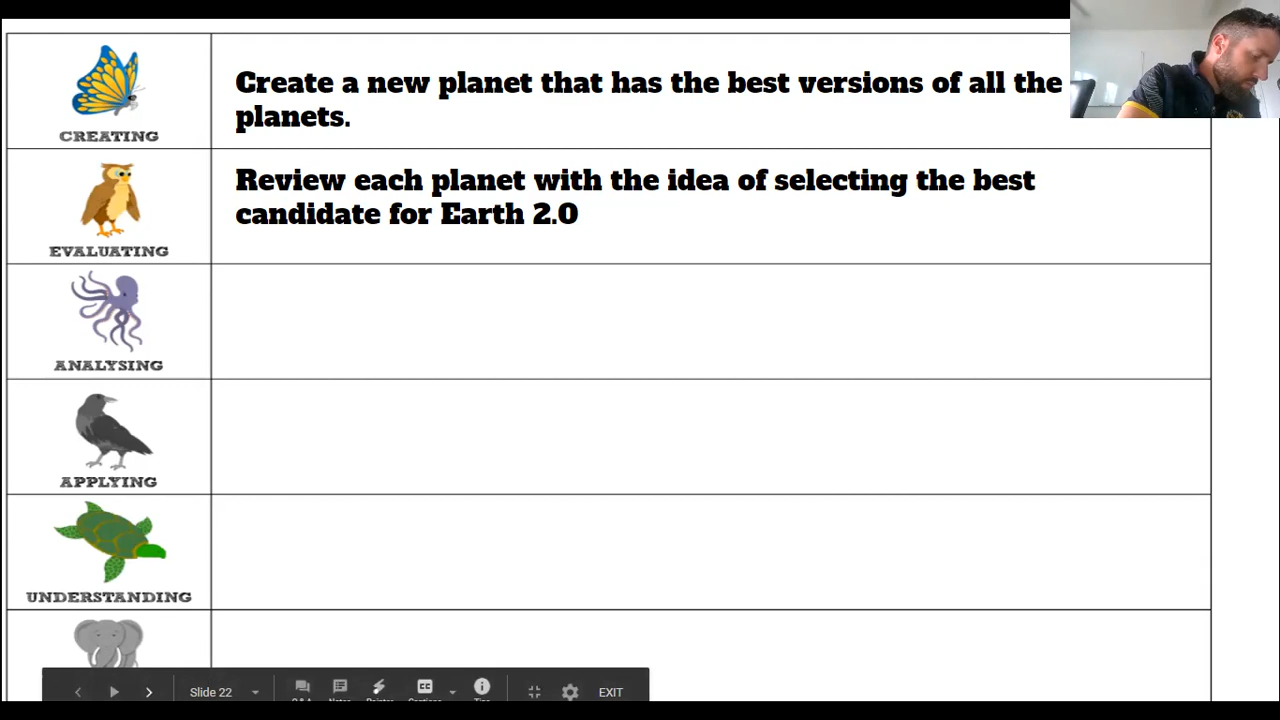 Create a new planet that has the best versions of all the
planets.
CREATING
Review each planet with the idea of selecting the best
candidate for Earth 2.0
EVALUATING
ANALYSING
APPLYING
UNDERSTANDING
Slide 22
EXIT